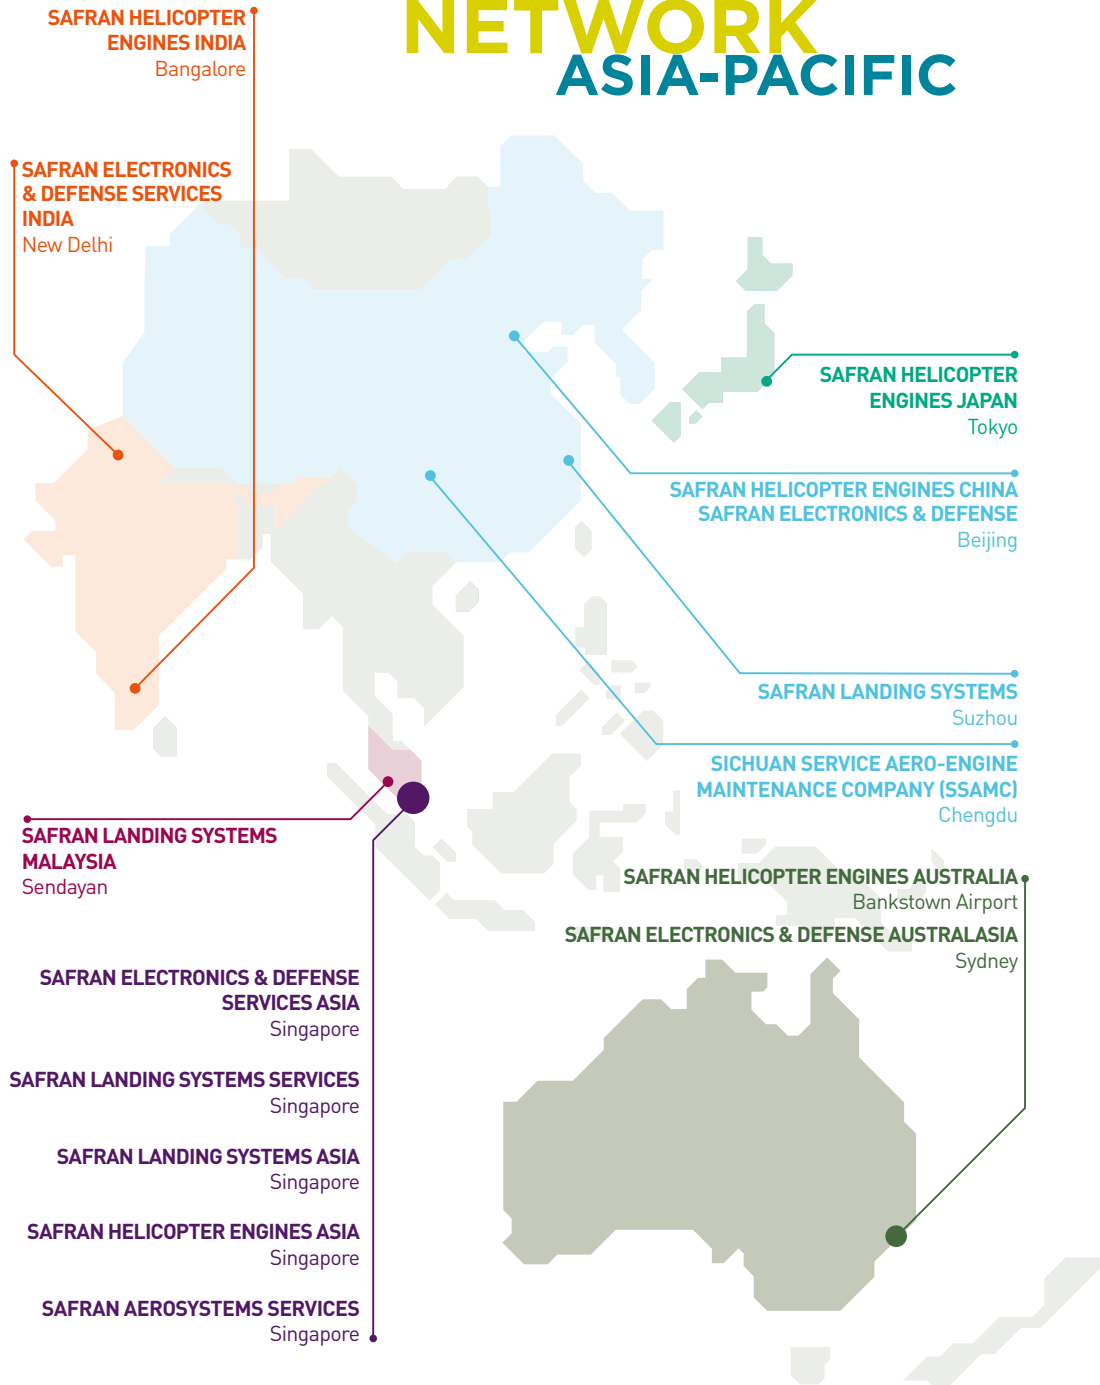 NETWORK
ASIA-PACIFIC
SAFRAN HELICOPTER
ENGINES INDIA
Bangalore
SAFRAN ELECTRONICS
& DEFENSE SERVICES
INDIA
New Delhi
SAFRAN HELICOPTER
ENGINES JAPAN
Tokyo
SAFRAN HELICOPTER ENGINES CHINA
SAFRAN ELECTRONICS & DEFENSE
Beijing
SAFRAN LANDING SYSTEMS
Suzhou
SICHUAN SERVICE AERO-ENGINE
MAINTENANCE COMPANY (SSAMC)
Chengdu
SAFRAN LANDING SYSTEMS
MALAYSIA
Sendayan
SAFRAN HELICOPTER ENGINES AUSTRALIA
Bankstown Airport
SAFRAN ELECTRONICS & DEFENSE AUSTRALASIA
Sydney
SAFRAN ELECTRONICS & DEFENSE
SERVICES ASIA
Singapore
SAFRAN LANDING SYSTEMS SERVICES
Singapore
SAFRAN LANDING SYSTEMS ASIA
Singapore
SAFRAN HELICOPTER ENGINES ASIA
Singapore
SAFRAN AEROSYSTEMS SERVICES
Singapore